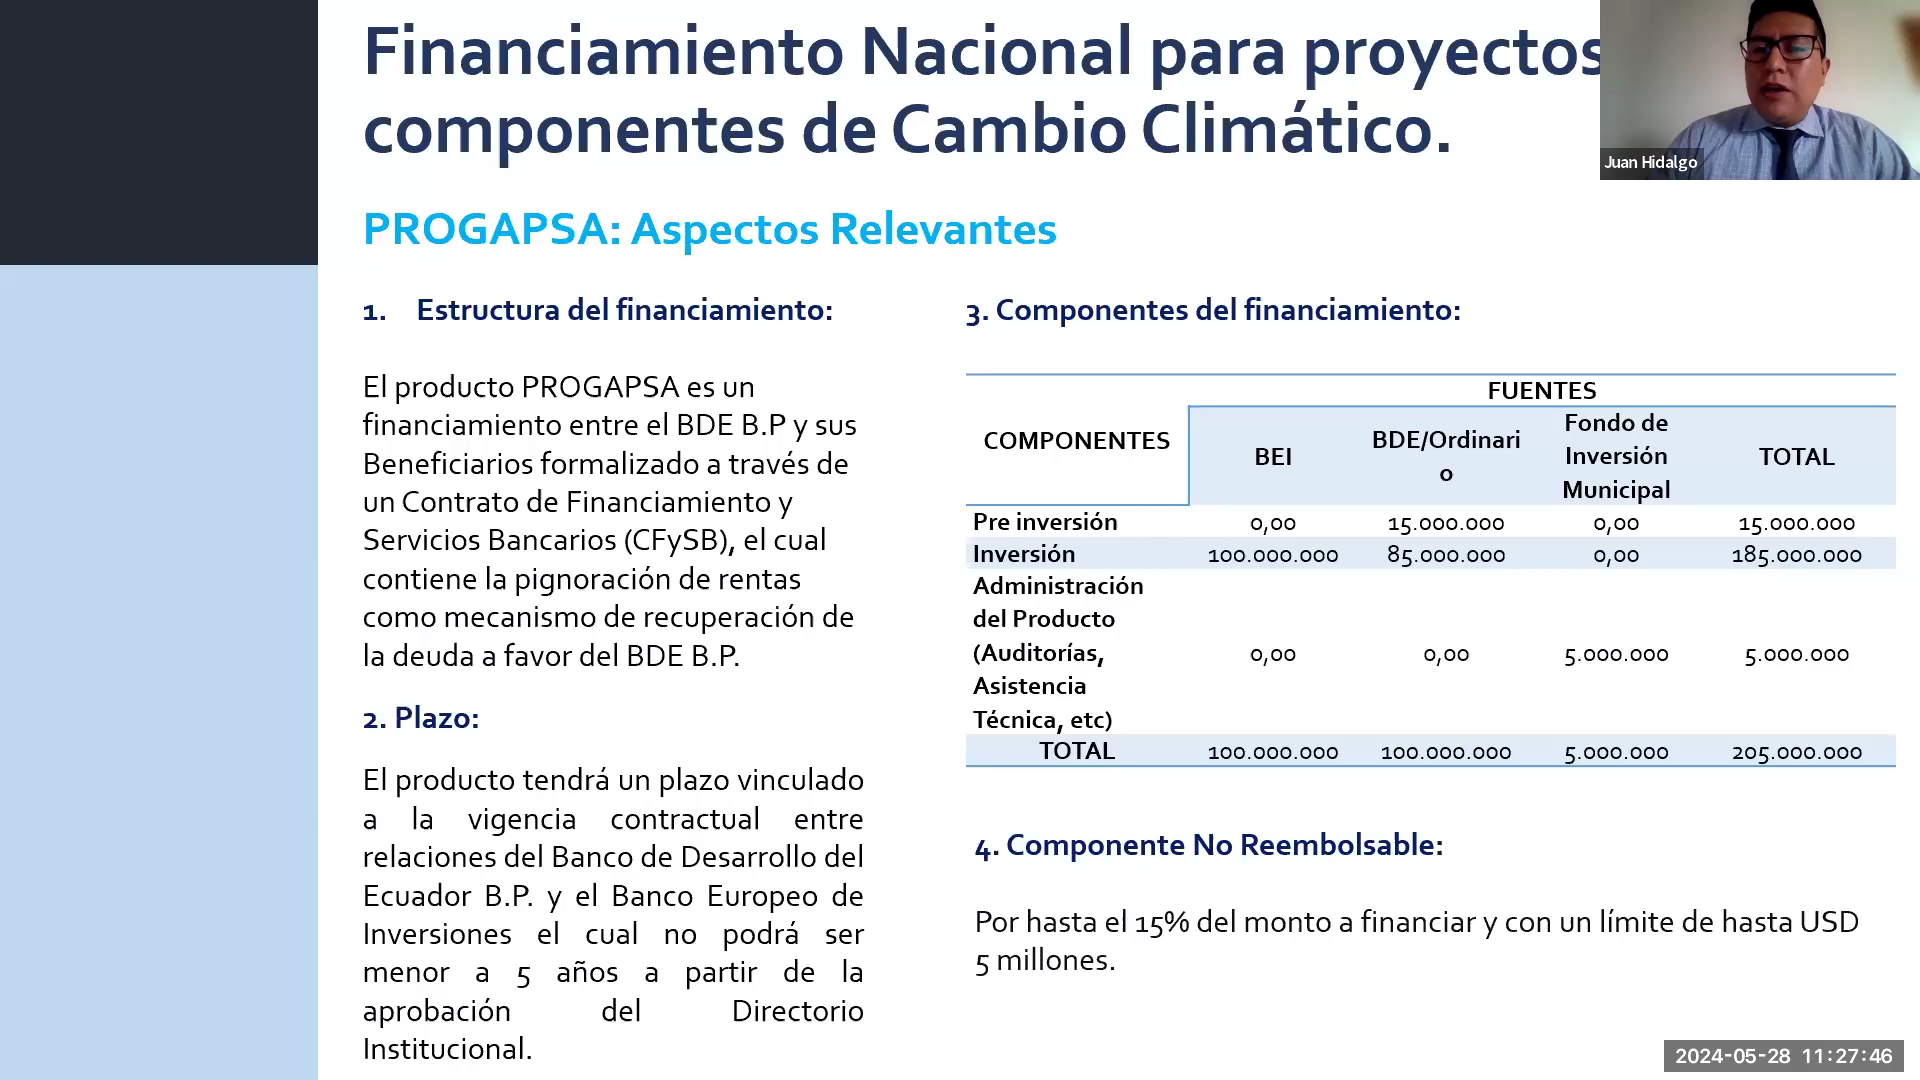 Financiamiento Nacional para proyectos
componentes de Cambio Climático.
Juan Hidalgo
PROGAPSA: Aspectos Relevantes
1. Estructura del financiamiento:
El producto PROGAPSA es un
financiamiento entre el BDE B.P y sus
Beneficiarios formalizado a través de
un Contrato de Financiamiento y
Servicios Bancarios (CFySB), el cual
contiene la pignoración de rentas
como mecanismo de recuperación de
la deuda a favor del BDE B.P.
2. Plazo:
El producto tendrá un plazo vinculado
a la vigencia contractual entre
relaciones del Banco de Desarrollo del
Ecuador B.P. y el Banco Europeo de
Inversiones el cual no podrá ser
menor a 5 años a partir de la
aprobación del Directorio
Institucional.
3. Componentes del financiamiento:
FUENTES
COMPONENTES
BEI
BDE/Ordinari
o
Fondo de
Inversión
Municipal
TOTAL
Pre inversión 0,00 15.000.000 0,00 15.000.000
Inversión 100.000.000 85.000.000 0,00 185.000.000
Administración
del Producto
(Auditorías, 0,00 0,00 5.000.000 5.000.000
Asistencia
Técnica, etc)
TOTAL 100.000.000 100.000.000 5.000.000 205.000.000
4. Componente No Reembolsable:
Por hasta el 15% del monto a financiar y con un límite de hasta USD
5 millones.
2024-05-28 11:27:46